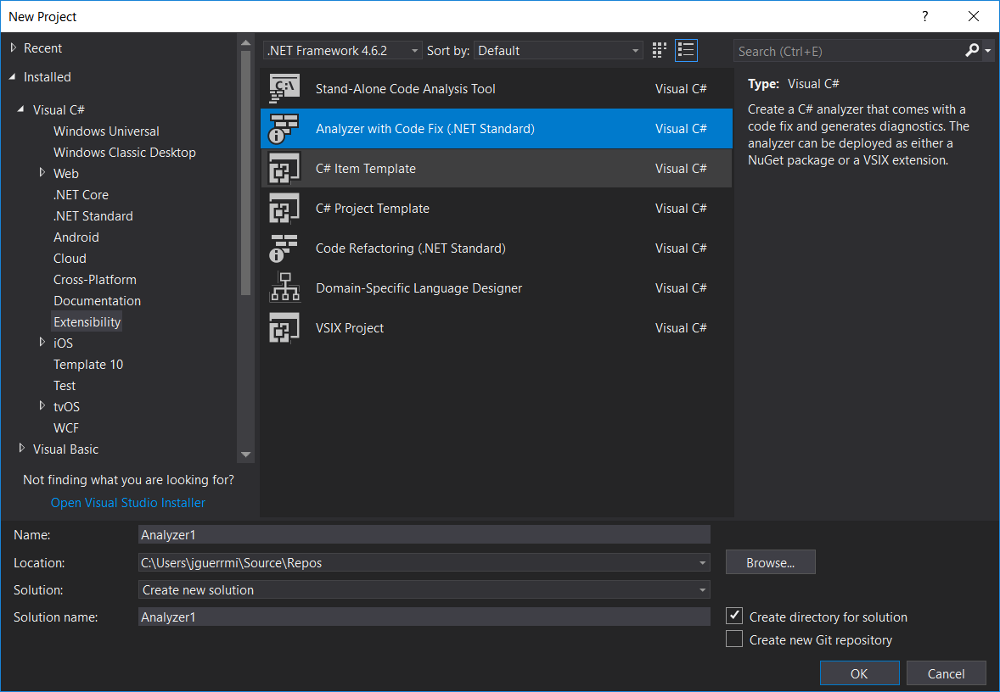 New Project
?
Recent
Installed
Visual C#
Windows Universal
Windows Classic Desktop
Web
.NET Core
.NET Standard
Android
Cloud
Cross-Platform
Documentation
Extensibility
iOS
Template 10
Test
tvOS
WCF
Visual Basic
Not finding what you are looking for?
Open Visual Studio Installer
.NET Framework 4.6.2 Sort by: Default
C:\ Stand-Alone Code Analysis Tool Visual C#
Analyzer with Code Fix (.NET Standard) Visual C#
C# Item Template Visual C#
C# Project Template Visual C#
Code Refactoring (.NET Standard) Visual C#
Domain-Specific Language Designer Visual C#
VSIX Project Visual C#
Search (Ctrl+E)
Type: Visual C#
Create a C# analyzer that comes with a
code fix and generates diagnostics. The
analyzer can be deployed as either a
NuGet package or a VSIX extension.
Name: Analyzer1
Location: C:\Users\jguerrmi\Source\Repos Browse...
Solution: Create new solution
Solution name: Analyzer1
Create directory for solution
Create new Git repository
OK Cancel